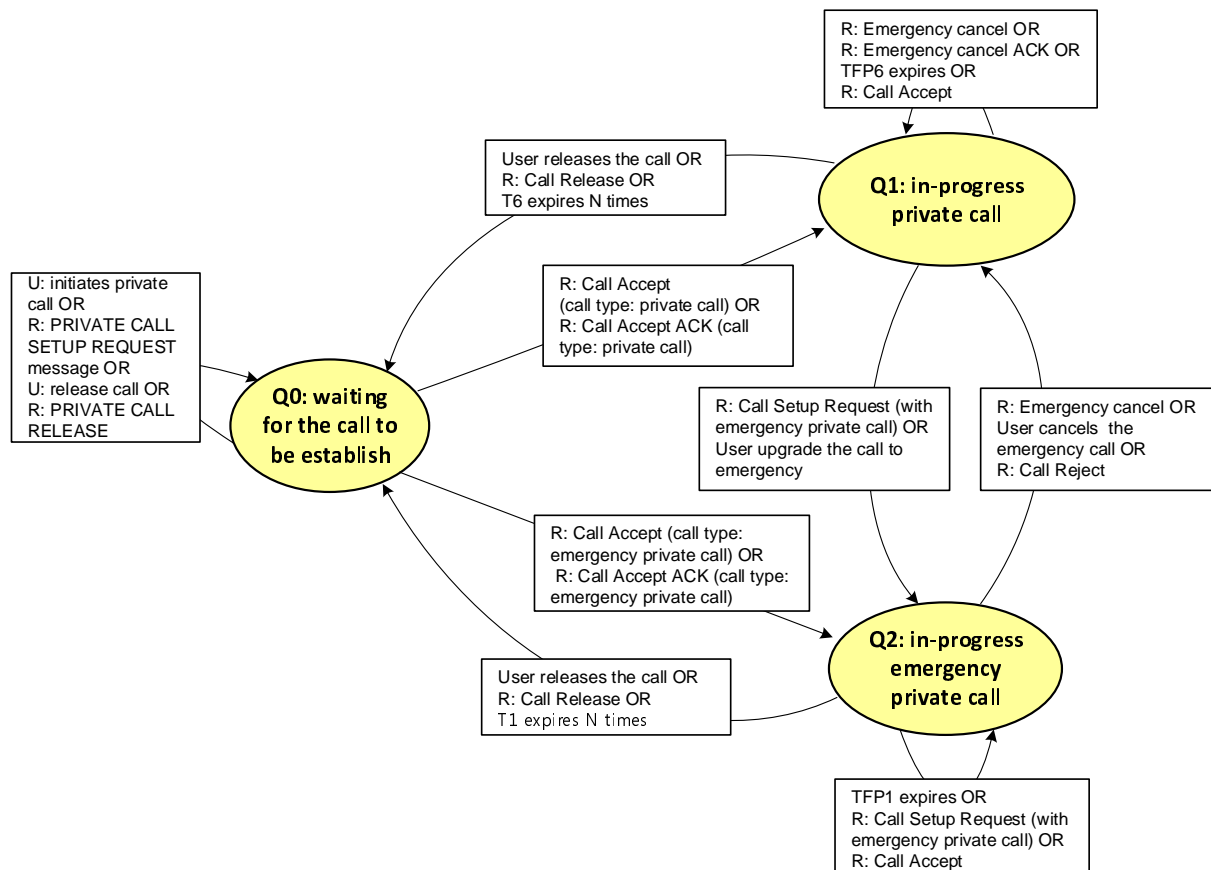 R: Emergency cancel OR
R: Emergency cancel ACK OR
TFP6 expires OR
R: Call Accept
User releases the call OR
R: Call Release OR
T6 expires N times
Q1: in-progress
private call
U: initiates private
call OR
R: PRIVATE CALL
SETUP REQUEST
message OR
U: release call OR
R: PRIVATE CALL
RELEASE
R: Call Accept
(call type: private call) OR
R: Call Accept ACK (call
type: private call)
Q0: waiting
for the call to
be establish
R: Call Setup Request (with
emergency private call) OR
User upgrade the call to
emergency
R: Emergency cancel OR
User cancels the
emergency call OR
R: Call Reject
R: Call Accept (call type:
emergency private call) OR
R: Call Accept ACK (call type:
emergency private call)
Q2: in-progress
emergency
private call
User releases the call OR
R: Call Release OR
T1 expires N times
TFP1 expires OR
R: Call Setup Request (with
emergency private call) OR
R: Call Accept